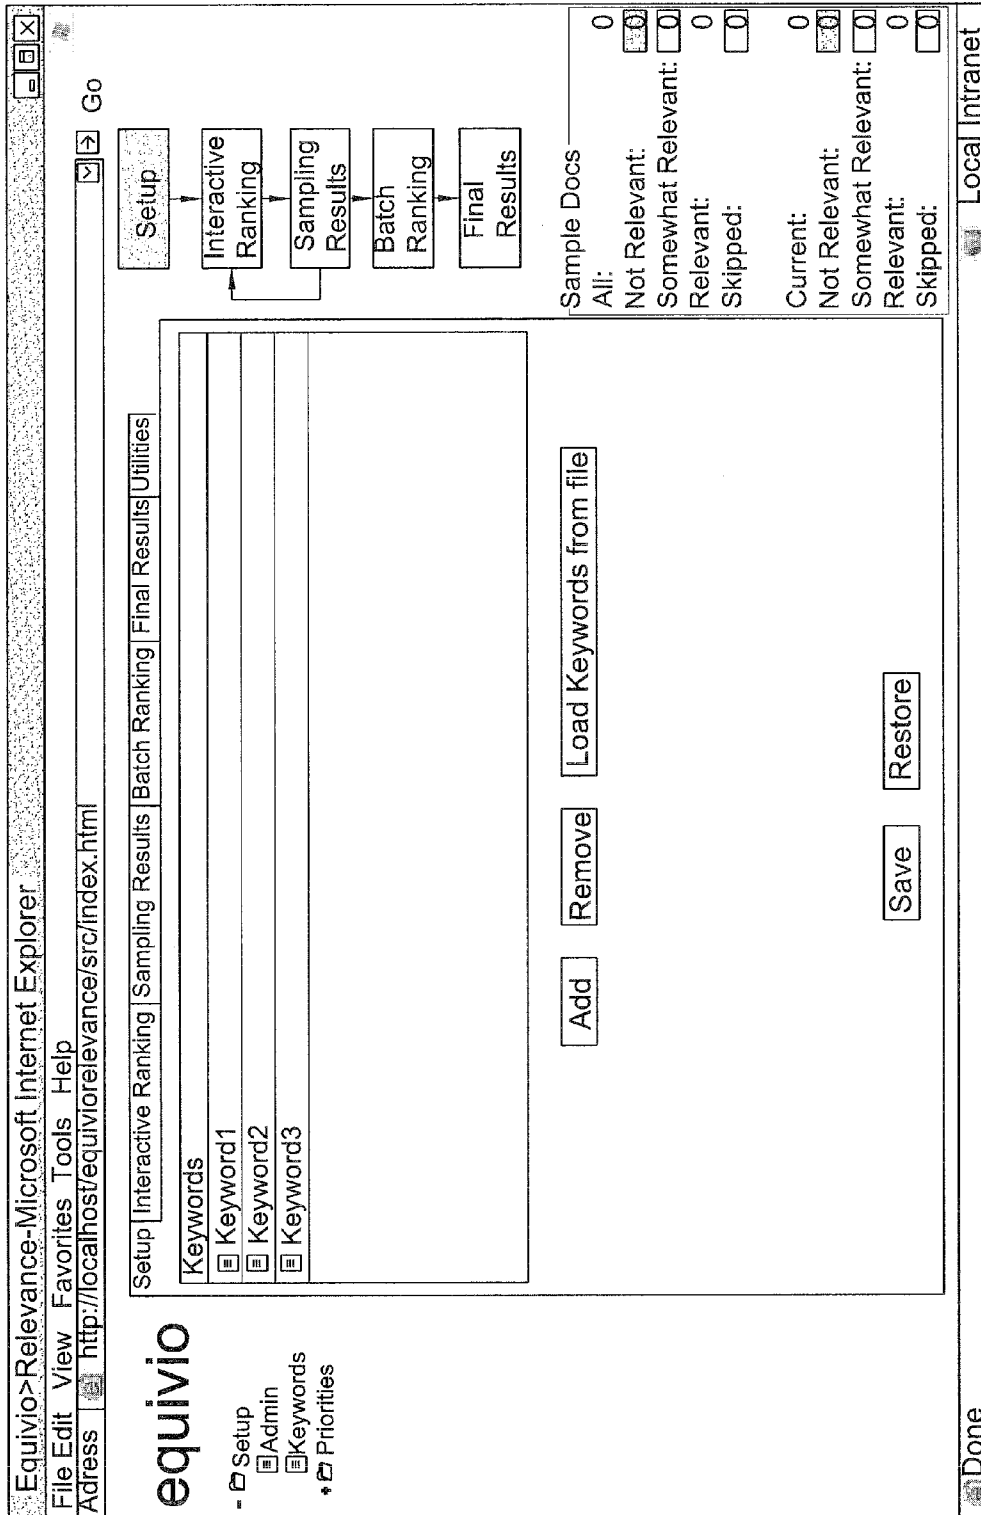 Equivio>Relevance-Microsoft Internet Explorer
File Edit View Favorites Tools Help
Adress http://localhost/equiviorelevance/src/index.html Go
equivio
- Setup
Admin
Keywords
+ Priorities
Setup Interactive Ranking Sampling Results Batch Ranking Final Results Utilities
Keywords
Keyword1
Keyword2
Keyword3
Add Remove Load Keywords from file
Save Restore
Setup
Interactive
Ranking
Sampling
Results
Batch
Ranking
Final
Results
Sample Docs
All: 0
Not Relevant: 0
Somewhat Relevant: 0
Relevant: 0
Skipped: 0
Current: 0
Not Relevant: 0
Somewhat Relevant: 0
Relevant: 0
Skipped: 0
Done Local Intranet